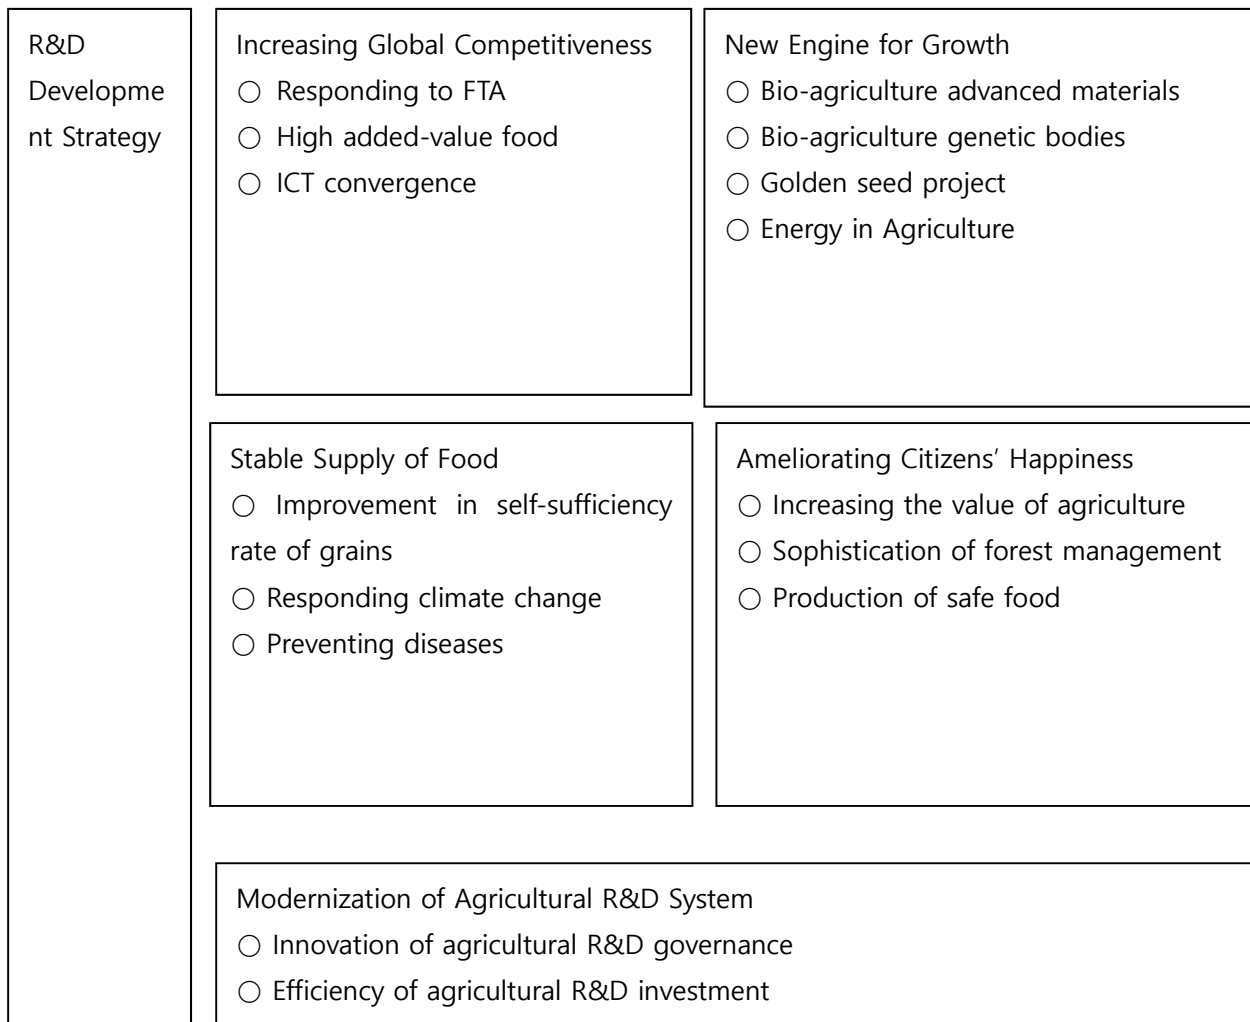 R&D
Developme
nt Strategy
Increasing Global Competitiveness
○ Responding to FTA
○ High added-value food
○ ICT convergence
New Engine for Growth
○ Bio-agriculture advanced materials
○ Bio-agriculture genetic bodies
○ Golden seed project
○ Energy in Agriculture
Stable Supply of Food
○ Improvement in self-sufficiency
rate of grains
○ Responding climate change
○ Preventing diseases
Ameliorating Citizens’ Happiness
○ Increasing the value of agriculture
○ Sophistication of forest management
○ Production of safe food
Modernization of Agricultural R&D System
○ Innovation of agricultural R&D governance
○ Efficiency of agricultural R&D investment